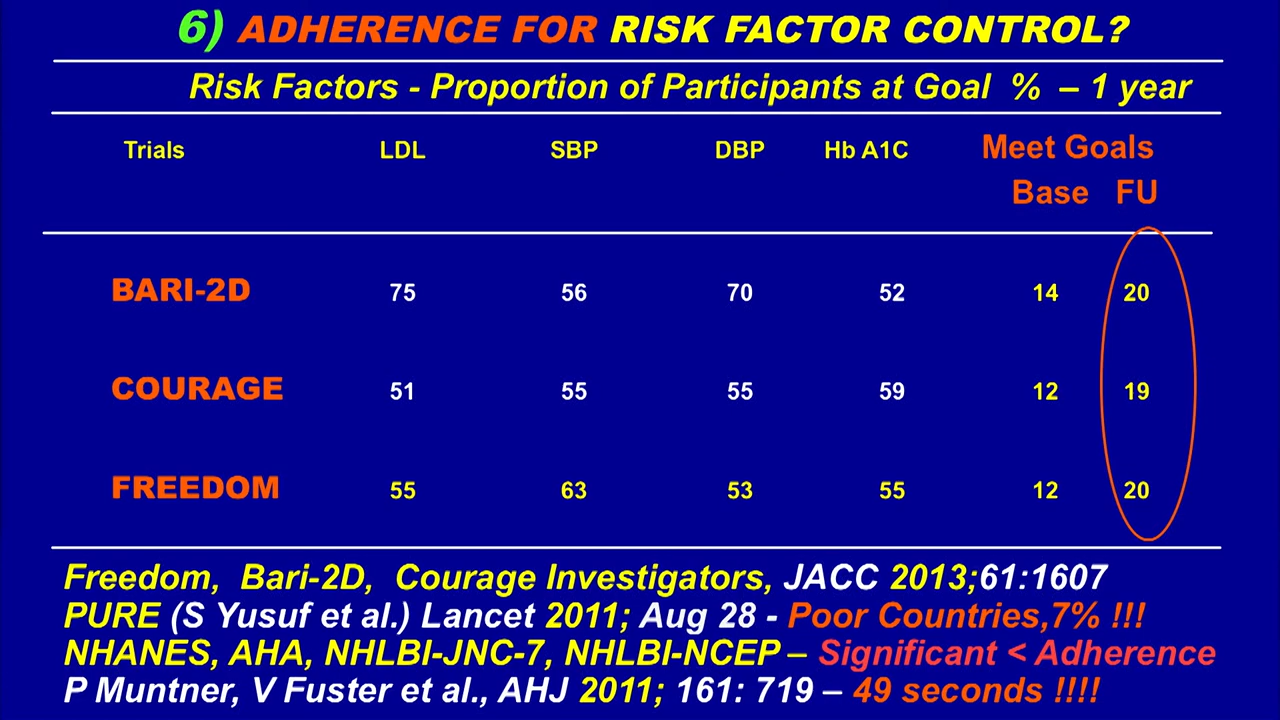 6) ADHERENCE FOR RISK FACTOR CONTROL?
Risk Factors - Proportion of Participants at Goal % – 1 year
Trials LDL SBP DBP Hb A1C Meet Goals
Base FU
BARI-2D 75 56 70 52 14 20
COURAGE 51 55 55 59 12 19
FREEDOM 55 63 53 55 12 20
Freedom, Bari-2D, Courage Investigators, JACC 2013;61:1607
PURE (S Yusuf et al.) Lancet 2011; Aug 28 - Poor Countries,7% !!!
NHANES, AHA, NHLBI-JNC-7, NHLBI-NCEP – Significant < Adherence
P Muntner, V Fuster et al., AHJ 2011; 161: 719 – 49 seconds !!!!